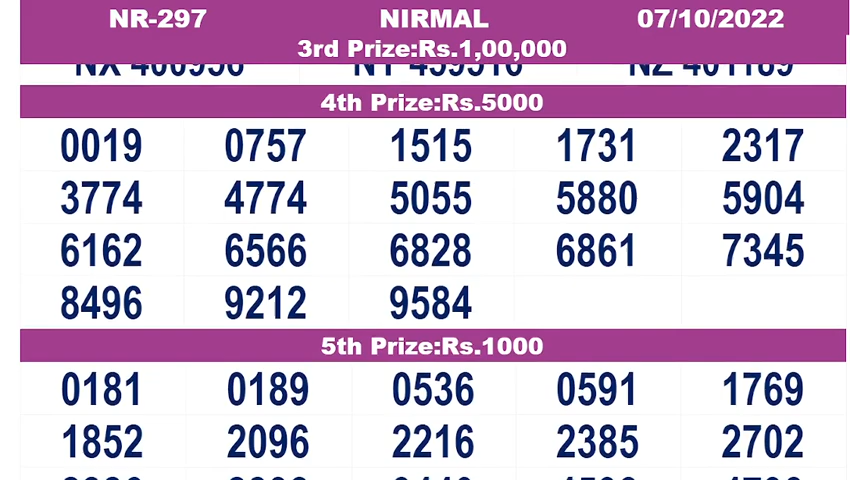 NR-297 NIRMAL 07/10/2022
3rd Prize:Rs.1,00,000
4th Prize:Rs.5000
0019 0757 1515 1731 2317
3774 4774 5055 5880 5904
6162 6566 6828 6861 7345
8496 9212 9584
5th Prize:Rs.1000
0181 0189 0536 0591 1769
1852 2096 2216 2385 2702